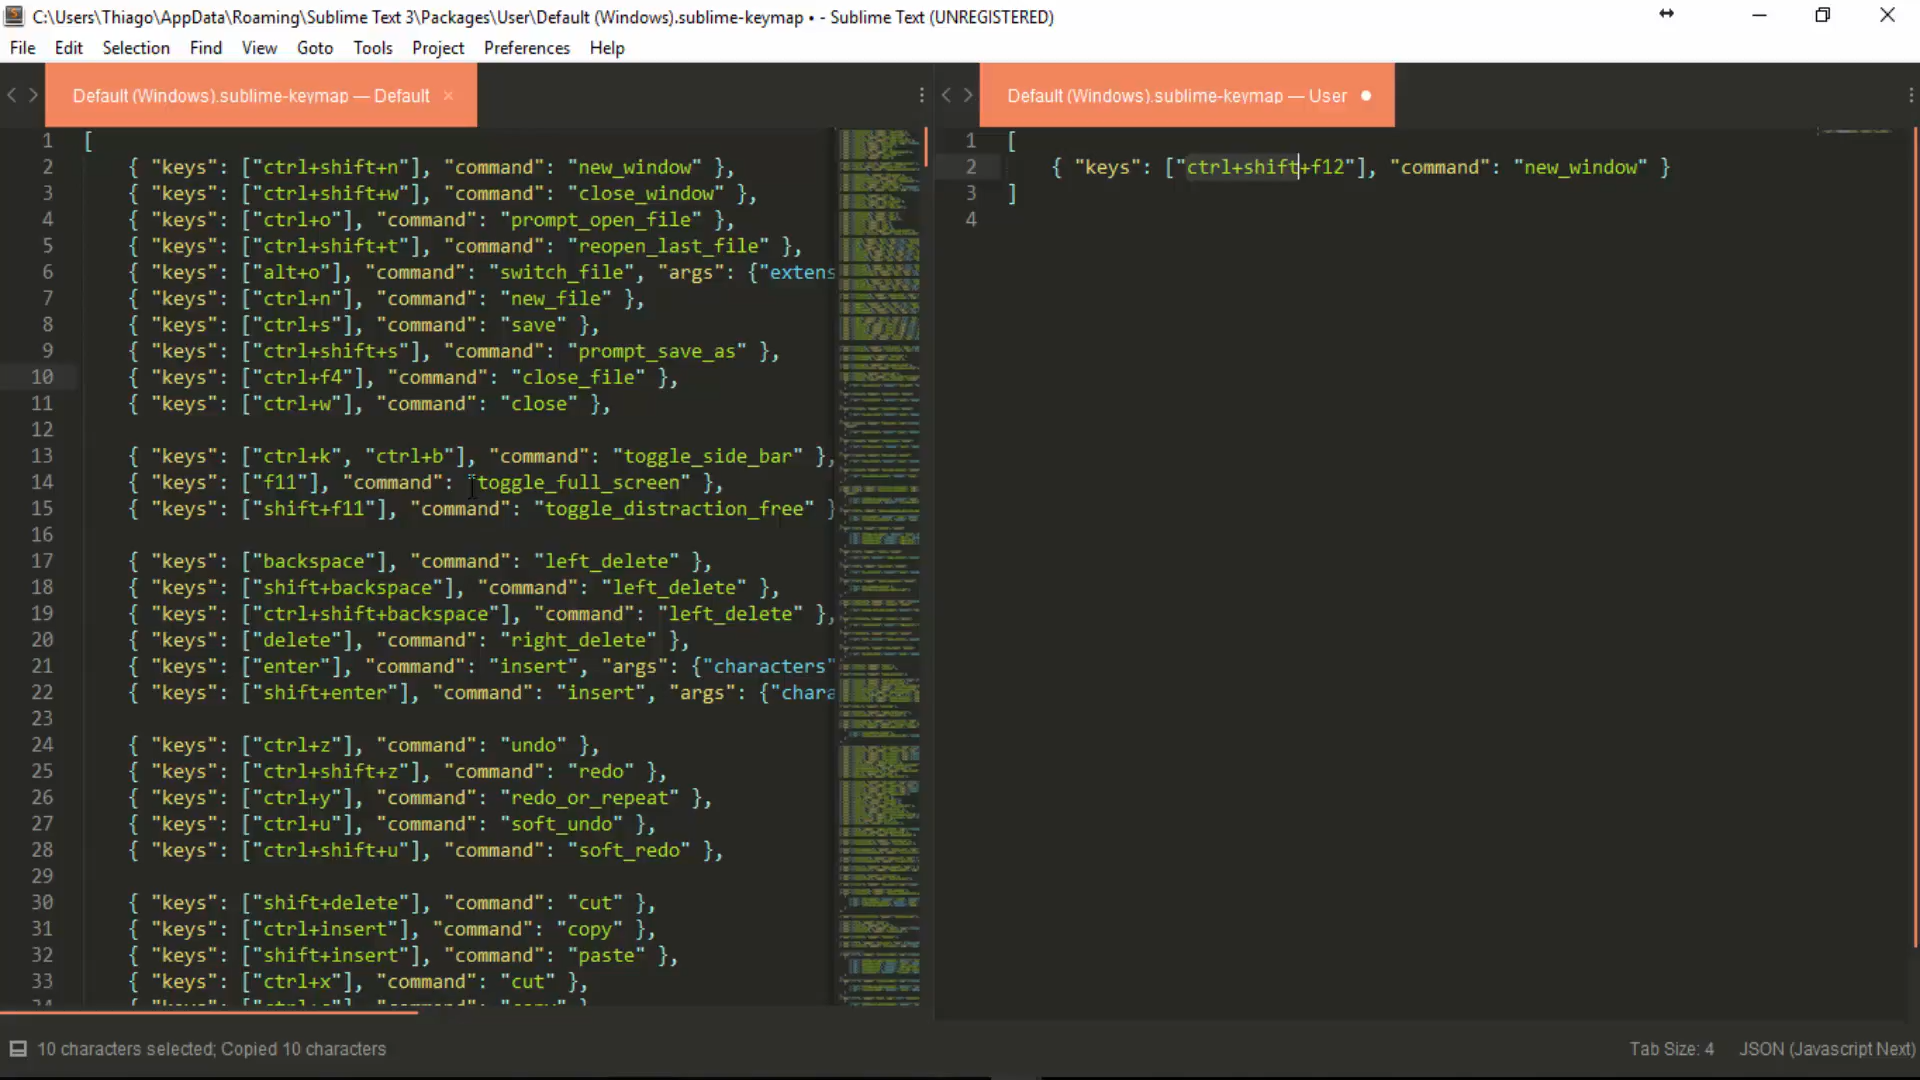 C:\Users\Thiago\AppData\Roaming\Sublime Text 3\Packages\User\Default (Windows).sublime-keymap • - Sublime Text (UNREGISTERED)
File Edit Selection Find View Goto Tools Project Preferences Help
Default (Windows).sublime-keymap — Default
1 [
2 { "keys": ["ctrl+shift+n"], "command": "new_window" },
3 { "keys": ["ctrl+shift+w"], "command": "close_window" },
4 { "keys": ["ctrl+o"], "command": "prompt_open_file" },
5 { "keys": ["ctrl+shift+t"], "command": "reopen_last_file" },
6 { "keys": ["alt+o"], "command": "switch_file", "args": {"extens
7 { "keys": ["ctrl+n"], "command": "new_file" },
8 { "keys": ["ctrl+s"], "command": "save" },
9 { "keys": ["ctrl+shift+s"], "command": "prompt_save_as" },
10 { "keys": ["ctrl+f4"], "command": "close_file" },
11 { "keys": ["ctrl+w"], "command": "close" },
12
13 { "keys": ["ctrl+k", "ctrl+b"], "command": "toggle_side_bar" },
14 { "keys": ["f11"], "command": "toggle_full_screen" },
15 { "keys": ["shift+f11"], "command": "toggle_distraction_free" }
16
17 { "keys": ["backspace"], "command": "left_delete" },
18 { "keys": ["shift+backspace"], "command": "left_delete" },
19 { "keys": ["ctrl+shift+backspace"], "command": "left_delete" },
20 { "keys": ["delete"], "command": "right_delete" },
21 { "keys": ["enter"], "command": "insert", "args": {"characters"
22 { "keys": ["shift+enter"], "command": "insert", "args": {"chara
23
24 { "keys": ["ctrl+z"], "command": "undo" },
25 { "keys": ["ctrl+shift+z"], "command": "redo" },
26 { "keys": ["ctrl+y"], "command": "redo_or_repeat" },
27 { "keys": ["ctrl+u"], "command": "soft_undo" },
28 { "keys": ["ctrl+shift+u"], "command": "soft_redo" },
29
30 { "keys": ["shift+delete"], "command": "cut" },
31 { "keys": ["ctrl+insert"], "command": "copy" },
32 { "keys": ["shift+insert"], "command": "paste" },
33 { "keys": ["ctrl+x"], "command": "cut" },
Default (Windows).sublime-keymap — User
1 [
2 { "keys": ["ctrl+shift+f12"], "command": "new_window" }
3 ]
4
10 characters selected; Copied 10 characters
Tab Size: 4 JSON (Javascript Next)